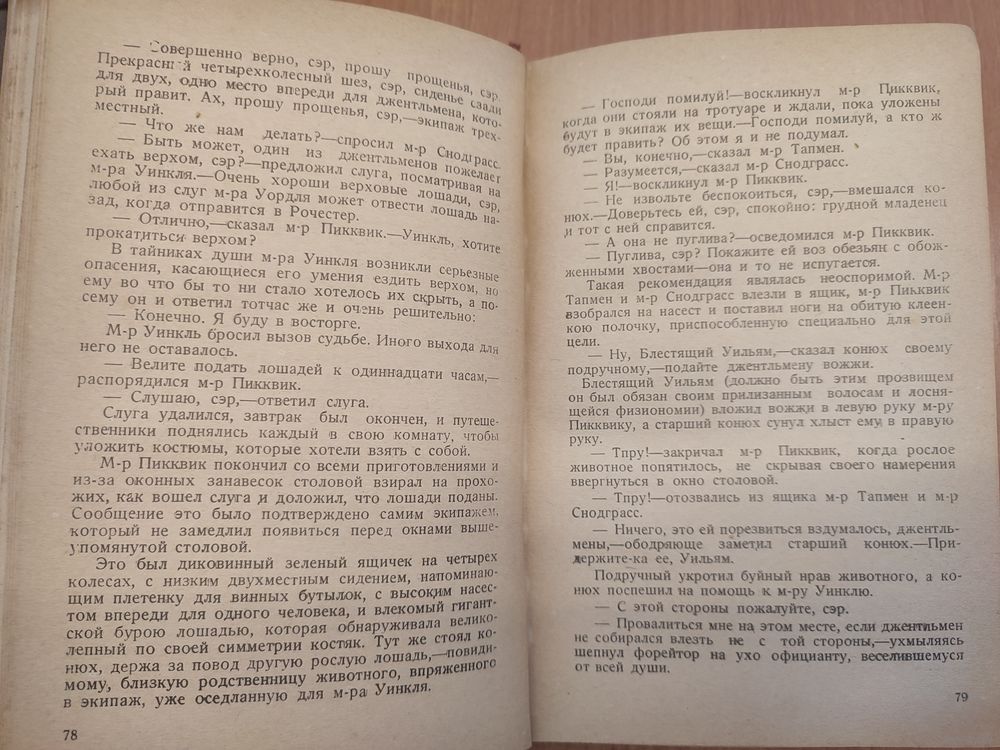 — Совершенно верно, сэр, прошу прощенья, сэр.
Прекрасный четырехколесный шез, сэр, сиденье сзади
для двух, одно место впереди для джентльмена, кото-
рый правит. Ах, прошу прощенья, сэр,—экипаж трех-
местный.
— Что же нам делать?—спросил м-р Снодграсс.
— Быть может, один из джентльменов пожелает
ехать верхом, сэр?—предложил слуга, посматривая на
м-ра Уинкля.—Очень хороши верховые лошади, сэр,
любой из слуг м-ра Уордля может отвести лошадь на-
зад, когда отправится в Рочестер.
— Отлично,—сказал м-р Пикквик.—Уинкль, хотите
прокатиться верхом?
В тайниках души м-ра Уинкля возникли серьезные
опасения, касающиеся его умения ездить верхом, но
ему во что бы то ни стало хотелось их скрыть, а по-
сему он и ответил тотчас же и очень решительно:
— Конечно. Я буду в восторге.
М-р Уинкль бросил вызов судьбе. Иного выхода для
него не оставалось.
— Велите подать лошадей к одиннадцати часам,—
распорядился м-р Пикквик.
— Слушаю, сэр,—ответил слуга.
Слуга удалился, завтрак был окончен, и путеше-
ственники поднялись каждый в свою комнату, чтобы
уложить костюмы, которые хотели взять с собой.
М-р Пикквик покончил со всеми приготовлениями и
из-за оконных занавесок столовой взирал на прохо-
жих, как вошел слуга и доложил, что лошади поданы.
Сообщение это было подтверждено самим экипажем,
который не замедлил появиться перед окнами выше-
упомянутой столовой.
Это был диковинный зеленый ящичек на четырех
колесах, с низким двухместным сидением, напоминаю-
щим плетенку для винных бутылок, с высоким насес-
том впереди для одного человека, и влекомый гигант-
ской бурою лошадью, которая обнаруживала велико-
лепный по своей симметрии костяк. Тут же стоял ко-
нюх, держа за повод другую рослую лошадь,—повиди-
мому, близкую родственницу животного, впряженного
в экипаж, уже оседланную для м-ра Уинкля.
78
— Господи помилуй!—воскликнул м-р Пикквик,
когда они стояли на тротуаре и ждали, пока уложены
будут в экипаж их вещи.—Господи помилуй, а кто ж
будет править? Об этом я и не подумал.
— Вы, конечно,—сказал м-р Тапмен.
— Разумеется,—сказал м-р Снодграсс.
— Я!—воскликнул м-р Пикквик.
— Не извольте беспокоиться, сэр,—вмешался ко-
нюх.—Доверьтесь ей, сэр, спокойно: грудной младенец
и тот с ней справится.
— А она не пуглива?—осведомился м-р Пикквик.
— Пуглива, сэр? Покажите ей воз обезьян с обож-
женными хвостами—она и то не испугается.
Такая рекомендация являлась неоспоримой. М-р
Тапмен и м-р Снодграсс влезли в ящик, м-р Пикквик
взобрался на насест и поставил ноги на обитую клеен-
кою полочку, приспособленную специально для этой
цели.
— Ну, Блестящий Уильям,—сказал конюх своему
подручному,—подайте джентльмену вожжи.
Блестящий Уильям (должно быть этим прозвищем
он был обязан своим прилизанным волосам и лосня-
щейся физиономии) вложил вожжи в левую руку м-ру
Пикквику, а старший конюх сунул хлыст ему в правую
руку.
— Тпру!—закричал м-р Пикквик, когда рослое
животное попятилось, не скрывая своего намерения
ввергнуться в окно столовой.
— Тпру!—отозвались из ящика м-р Тапмен и м-р
Снодграсс.
— Ничего, это ей порезвиться вздумалось, джентль-
мены,—ободряюще заметил старший конюх.—При-
держите-ка ее, Уильям.
Подручный укротил буйный нрав животного, а ко-
нюх поспешил на помощь к м-ру Уинклю.
— С этой стороны пожалуйте, сэр.
— Провалиться мне на этом месте, если джентльмен
не собирался влезть не с той стороны,—ухмыляясь
шепнул форейтор на ухо официанту, веселившемуся
от всей души.
79